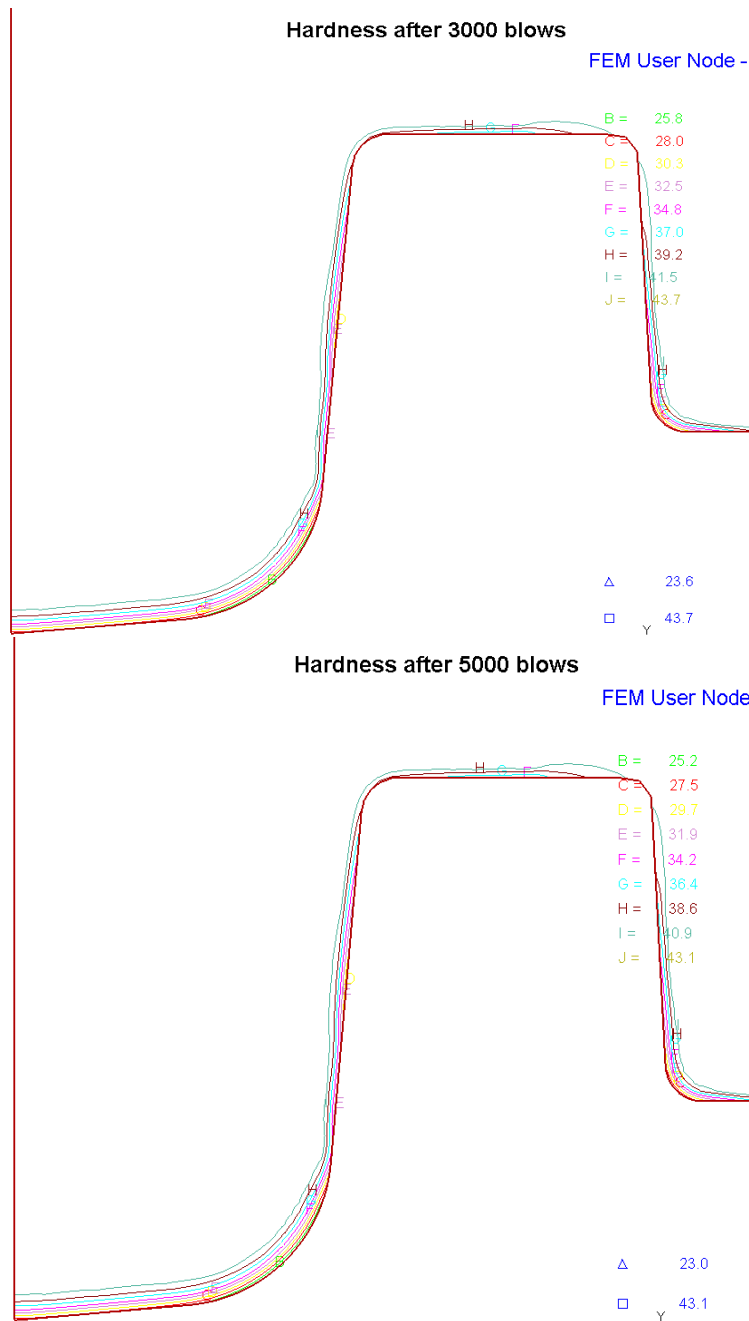 Hardness after 3000 blows
FEM User Node -
B = 25.8
C = 28.0
D = 30.3
E = 32.5
F = 34.8
G = 37.0
H = 39.2
I = 41.5
J = 43.7
H G F
I
H
D
E
E
H
F
B
C
△ 23.6
□ 43.7
Y
Hardness after 5000 blows
FEM User Node
B = 25.2
C = 27.5
D = 29.7
E = 31.9
F = 34.2
G = 36.4
H = 38.6
I = 40.9
J = 43.1
H G F
H
D
E
E
H
F
B
C
△ 23.0
□ 43.1
Y